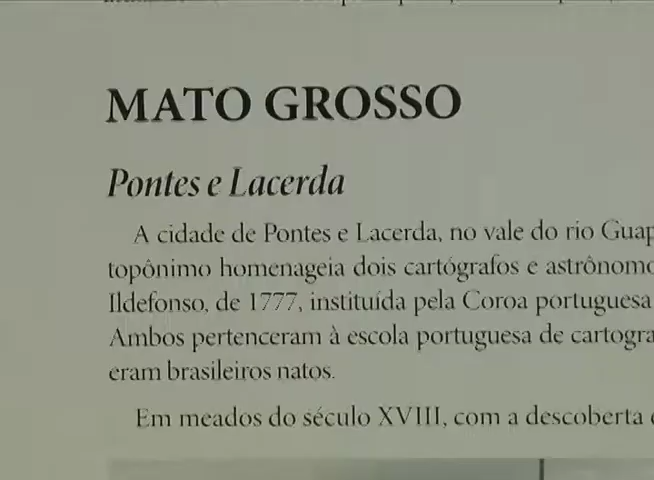 MATO GROSSO
Pontes e Lacerda
A cidade de Pontes e Lacerda, no vale do rio Guap
topônimo homenageia dois cartógrafos e astrônomo
Ildefonso, de 1777, instituída pela Coroa portuguesa
Ambos pertenceram à escola portuguesa de cartogra
eram brasileiros natos.
Em meados do século XVIII, com a descoberta